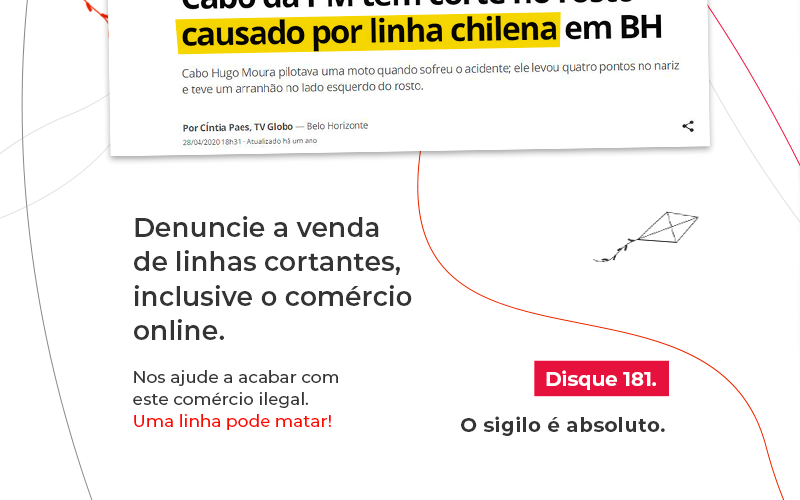 Cabo da PM tem corte no rosto
causado por linha chilena em BH
Cabo Hugo Moura pilotava uma moto quando sofreu o acidente; ele levou quatro pontos no nariz
e teve um arranhão no lado esquerdo do rosto.
Por Cíntia Paes, TV Globo — Belo Horizonte
28/04/2020 18h31 · Atualizado há um ano
Denuncie a venda
de linhas cortantes,
inclusive o comércio
online.
Nos ajude a acabar com
este comércio ilegal.
Uma linha pode matar!
Disque 181.
O sigilo é absoluto.